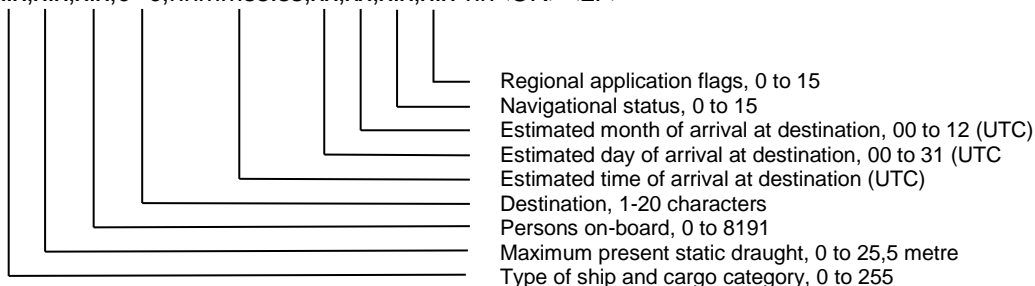 Regional application flags, 0 to 15
Navigational status, 0 to 15
Estimated month of arrival at destination, 00 to 12 (UTC)
Estimated day of arrival at destination, 00 to 31 (UTC
Estimated time of arrival at destination (UTC)
Destination, 1-20 characters
Persons on-board, 0 to 8191
Maximum present static draught, 0 to 25,5 metre
Type of ship and cargo category, 0 to 255